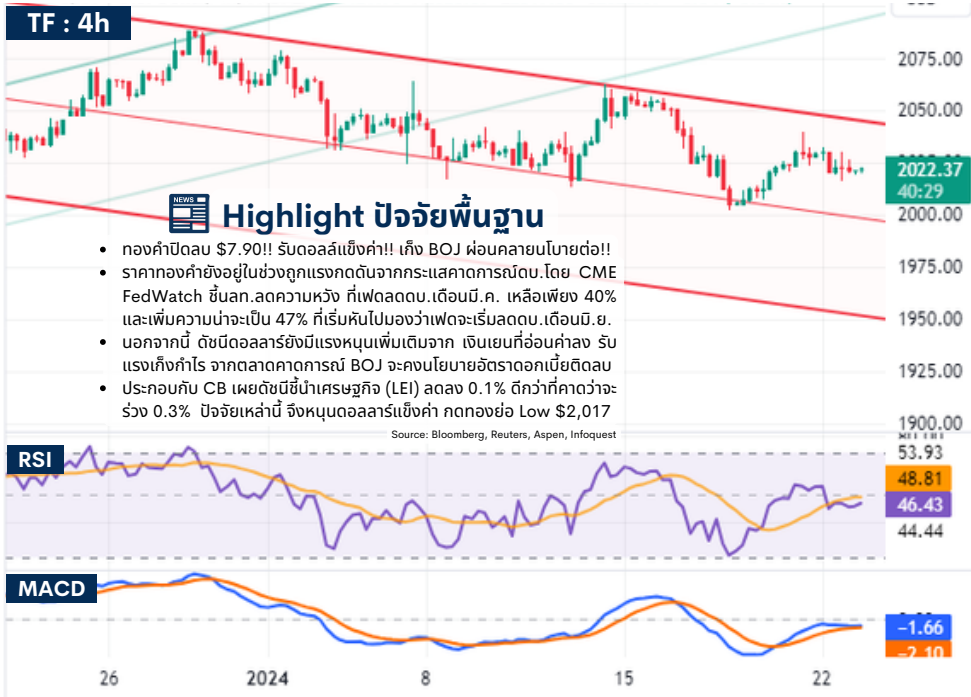 TF : 4h
2075.00
2050.00
2022.37
40:29
2000.00
1975.00
1950.00
1925.00
1900.00
NEWS
Highlight ปัจจัยพื้นฐาน
• ทองคำปิดลบ $7.90!! รับดอลล์แข็งค่า!! เก็ง BOJ ผ่อนคลายนโยบายต่อ!!
• ราคาทองคำยังอยู่ในช่วงถูกแรงกดดันจากกระแสคาดการณ์ดบ.โดย CME
FedWatch ชี้นลท.ลดความหวัง ที่เฟดลดดบ.เดือนมี.ค. เหลือเพียง 40%
และเพิ่มความน่าจะเป็น 47% ที่เริ่มหันไปมองว่าเฟดจะเริ่มลดดบ.เดือนมิ.ย.
• นอกจากนี้ ดัชนีดอลลาร์ยังมีแรงหนุนเพิ่มเติมจาก เงินเยนที่อ่อนค่าลง รับ
แรงเก็งกำไร จากตลาดคาดการณ์ BOJ จะคงนโยบายอัตราดอกเบี้ยติดลบ
• ประกอบกับ CB เผยดัชนีชี้นำเศรษฐกิจ (LEI) ลดลง 0.1% ดีกว่าที่คาดว่าจะ
ร่วง 0.3% ปัจจัยเหล่านี้ จึงหนุนดอลลาร์แข็งค่า กดทองย่อ Low $2,017
Source: Bloomberg, Reuters, Aspen, Infoquest
RSI
53.93
48.81
46.43
44.44
MACD
−1.66
−2.10
26
2024
8
15
22